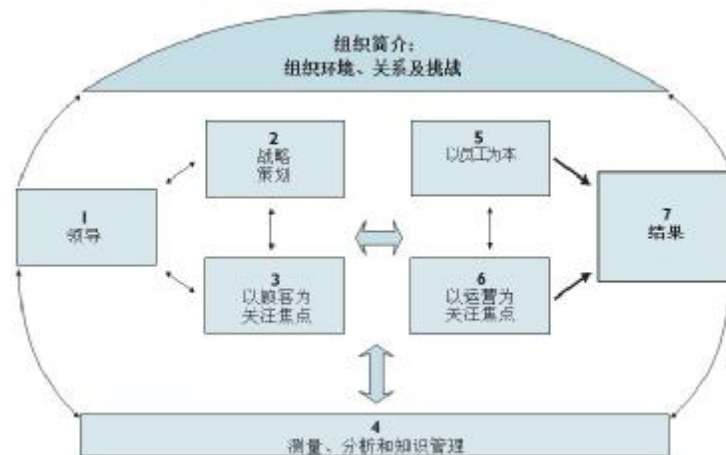 组织简介：
组织环境、关系及挑战
2
战略
策划
5
以员工为本
1
领导
7
结果
3
以顾客为
关注焦点
6
以运营为
关注焦点
4
测量、分析和知识管理